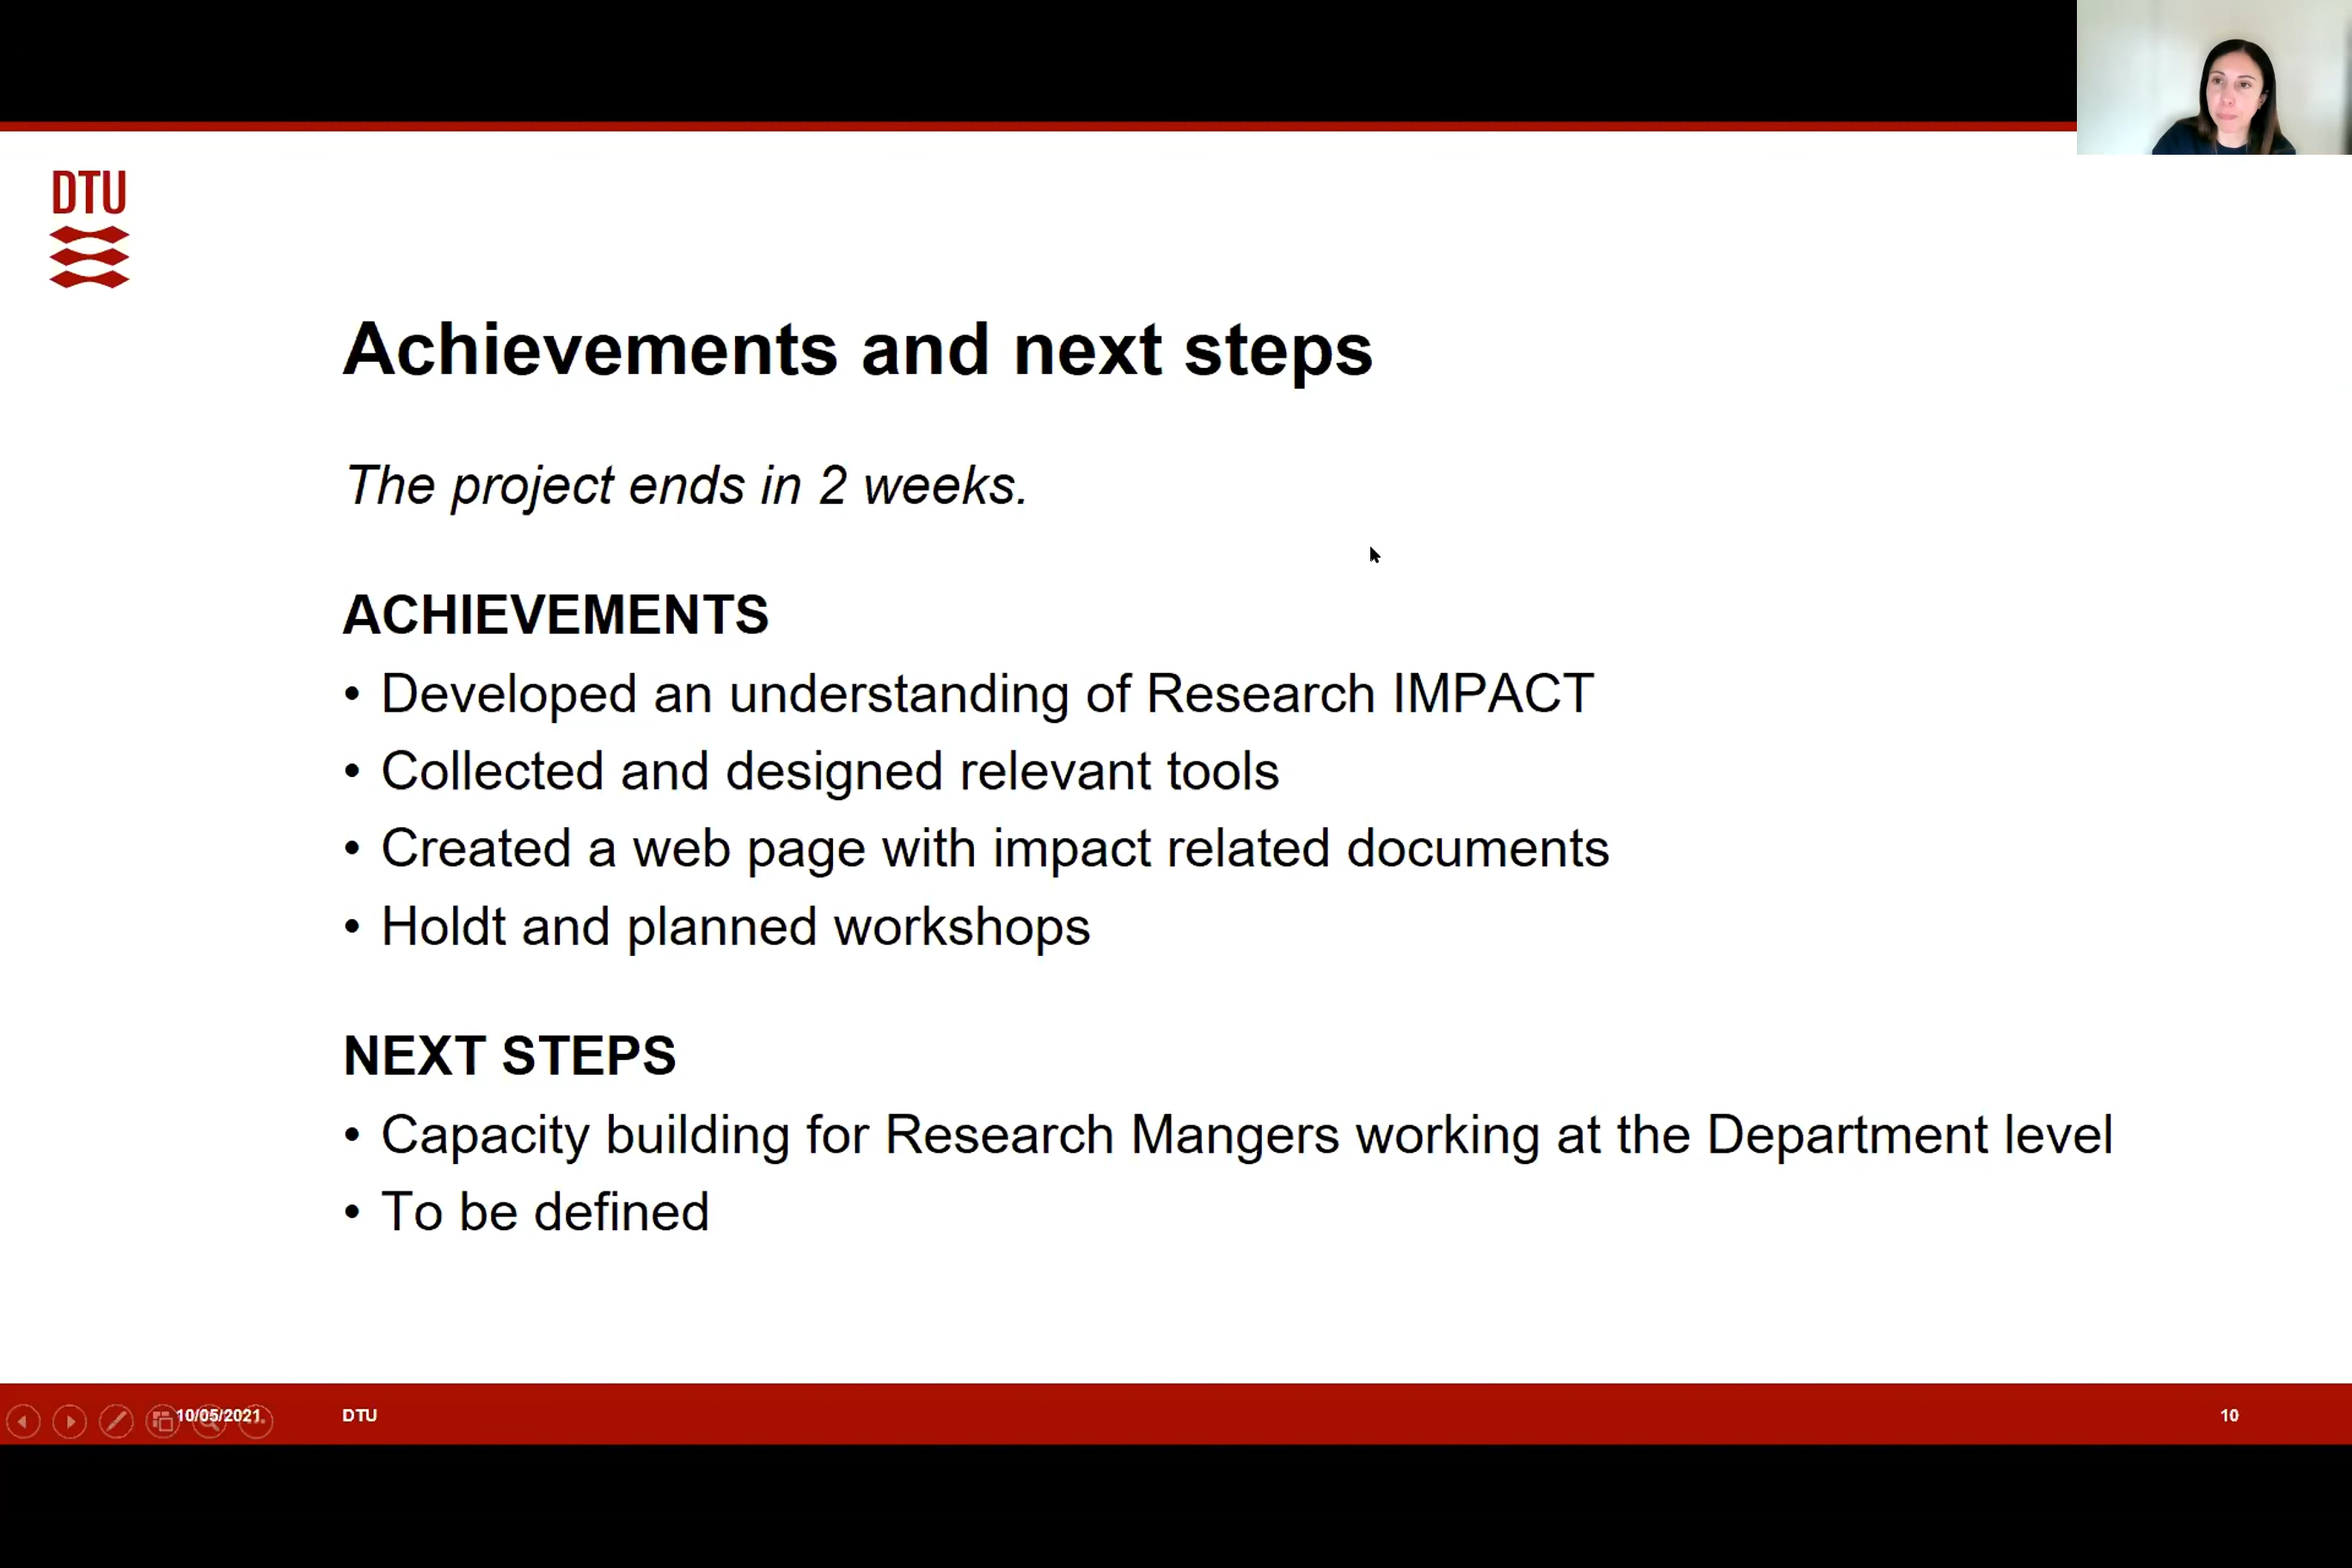 DTU
Achievements and next steps
The project ends in 2 weeks.
ACHIEVEMENTS
• Developed an understanding of Research IMPACT
• Collected and designed relevant tools
• Created a web page with impact related documents
• Holdt and planned workshops
NEXT STEPS
• Capacity building for Research Mangers working at the Department level
• To be defined
10/05/2021 DTU 10